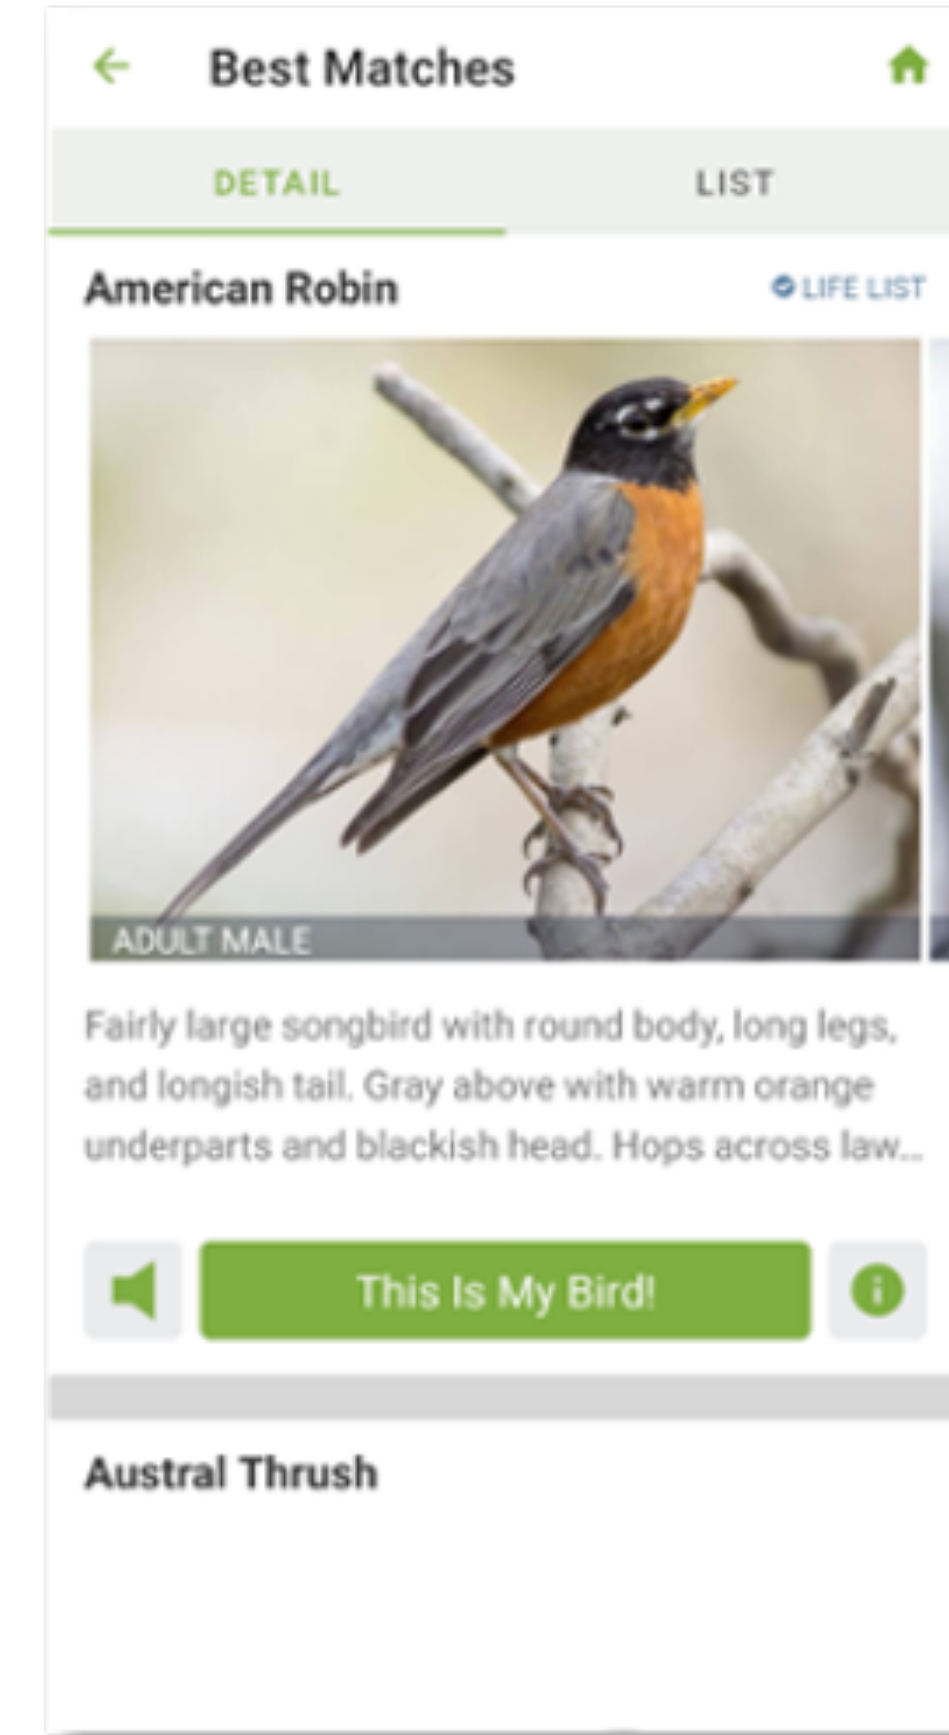 Best Matches
DETAIL LIST
American Robin LIFE LIST
ADULT MALE
Fairly large songbird with round body, long legs,
and longish tail. Gray above with warm orange
underparts and blackish head. Hops across law...
This Is My Bird!
Austral Thrush